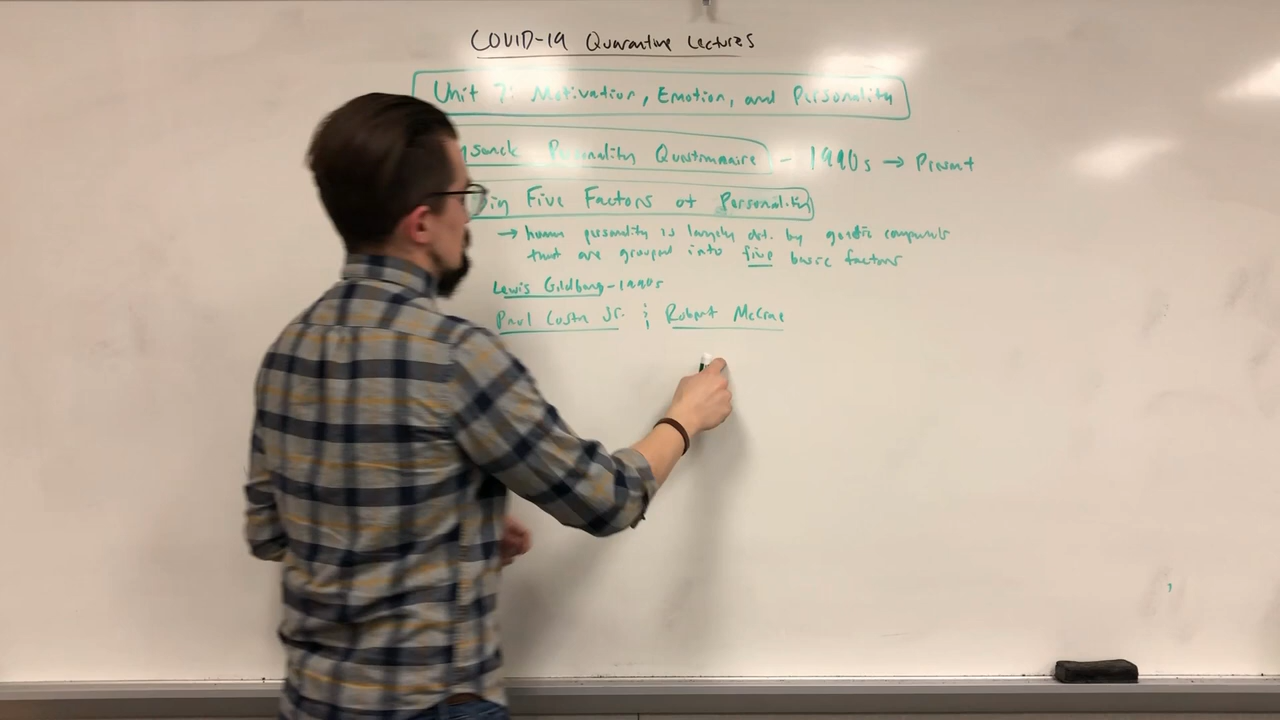 COVID-19 Quarantine Lectures
Unit 7: Motivation, Emotion, and Personality
ysenck Personality Questionnaire - 1990s → Present
ig Five Factors of Personality
→ human personality is largely det. by genetic components
that are grouped into five basic factors
Lewis Goldberg - 1990s
Paul Costa Jr. & Robert McCrae